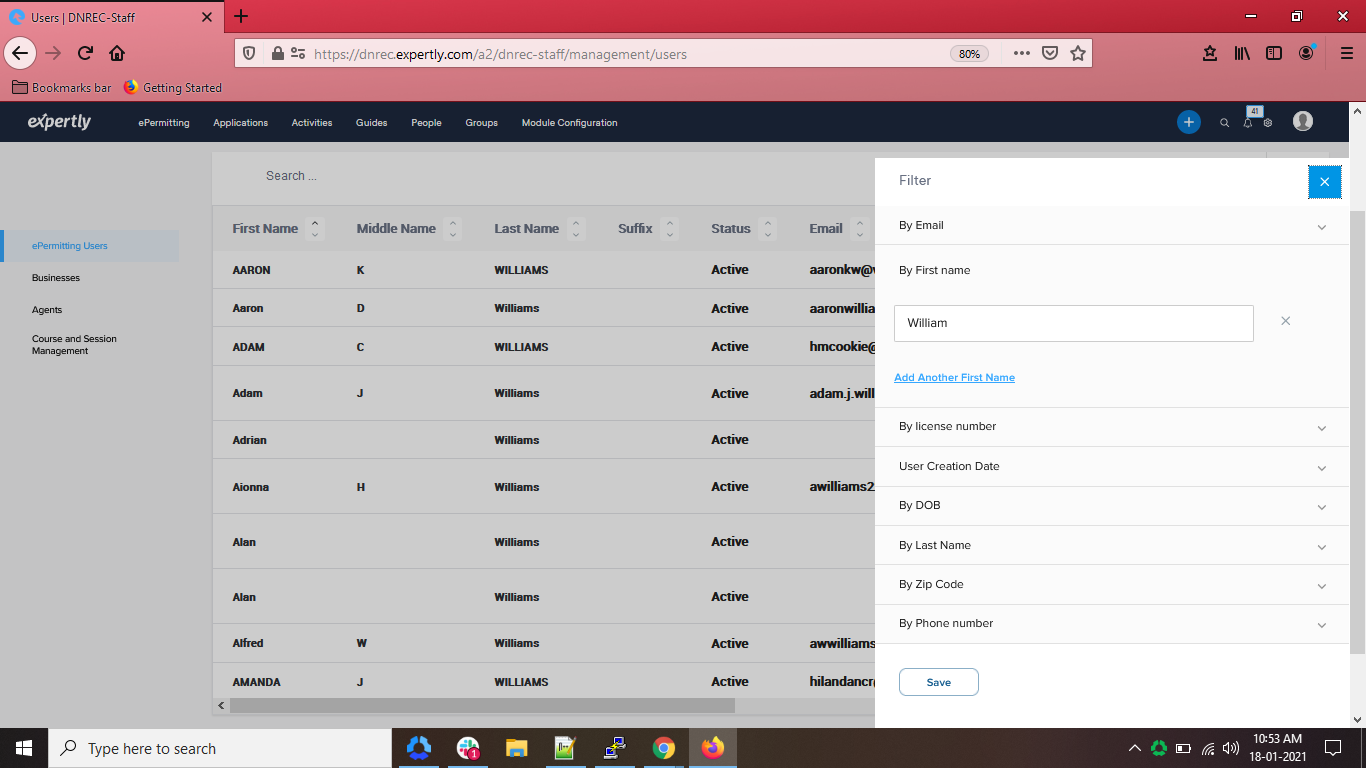 Users | DNREC-Staff
https://dnrec.expertly.com/a2/dnrec-staff/management/users
80%
Bookmarks bar
Getting Started
expertly
ePermitting
Applications
Activities
Guides
People
Groups
Module Configuration
41
ePermitting Users
Businesses
Agents
Course and Session
Management
Search ...
First Name Middle Name Last Name Suffix Status Email
AARON K WILLIAMS Active aaronkw@
Aaron D Williams Active aaronwillia
ADAM C WILLIAMS Active hmcookie@
Adam J Williams Active adam.j.will
Adrian Williams Active
Aionna H Williams Active awilliams2
Alan Williams Active
Alan Williams Active
Alfred W Williams Active awwilliams
AMANDA J WILLIAMS Active hilandancr
Filter
By Email
By First name
William
Add Another First Name
By license number
User Creation Date
By DOB
By Last Name
By Zip Code
By Phone number
Save
Type here to search
1
10:53 AM
18-01-2021